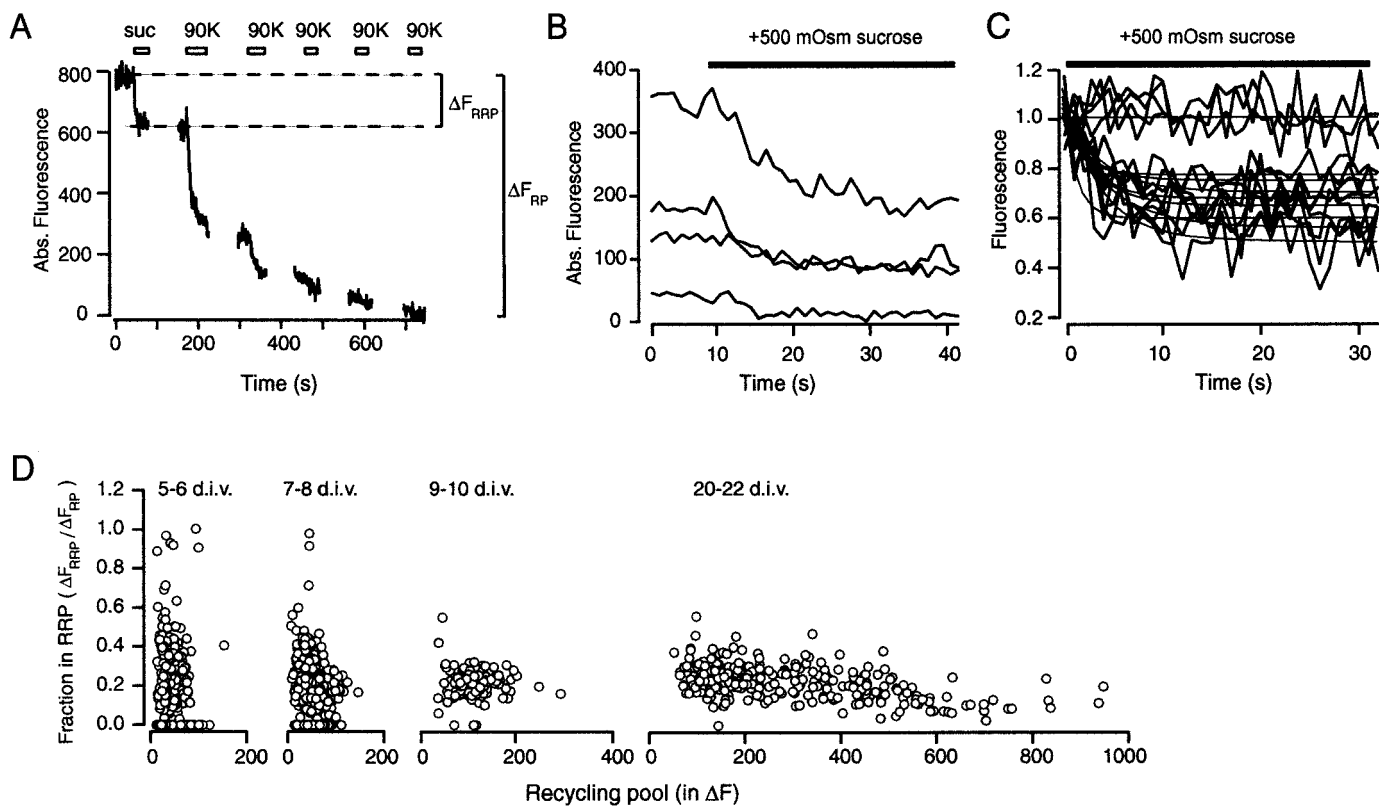 A
suc 90K 90K 90K 90K 90K
Abs. Fluorescence
800
600
400
200
0
0 200 400 600
Time (s)
ΔF_RRP
ΔF_RP
B
+500 mOsm sucrose
Abs. Fluorescence
400
300
200
100
0
0 10 20 30 40
Time (s)
C
+500 mOsm sucrose
Fluorescence
1.2
1.0
0.8
0.6
0.4
0.2
0 10 20 30
Time (s)
D
Fraction in RRP (ΔF_RRP/ΔF_RP)
1.2
1.0
0.8
0.6
0.4
0.2
0.0
5-6 d.i.v. 7-8 d.i.v. 9-10 d.i.v. 20-22 d.i.v.
0 200 0 200 0 200 400 0 200 400 600 800 1000
Recycling pool (in ΔF)